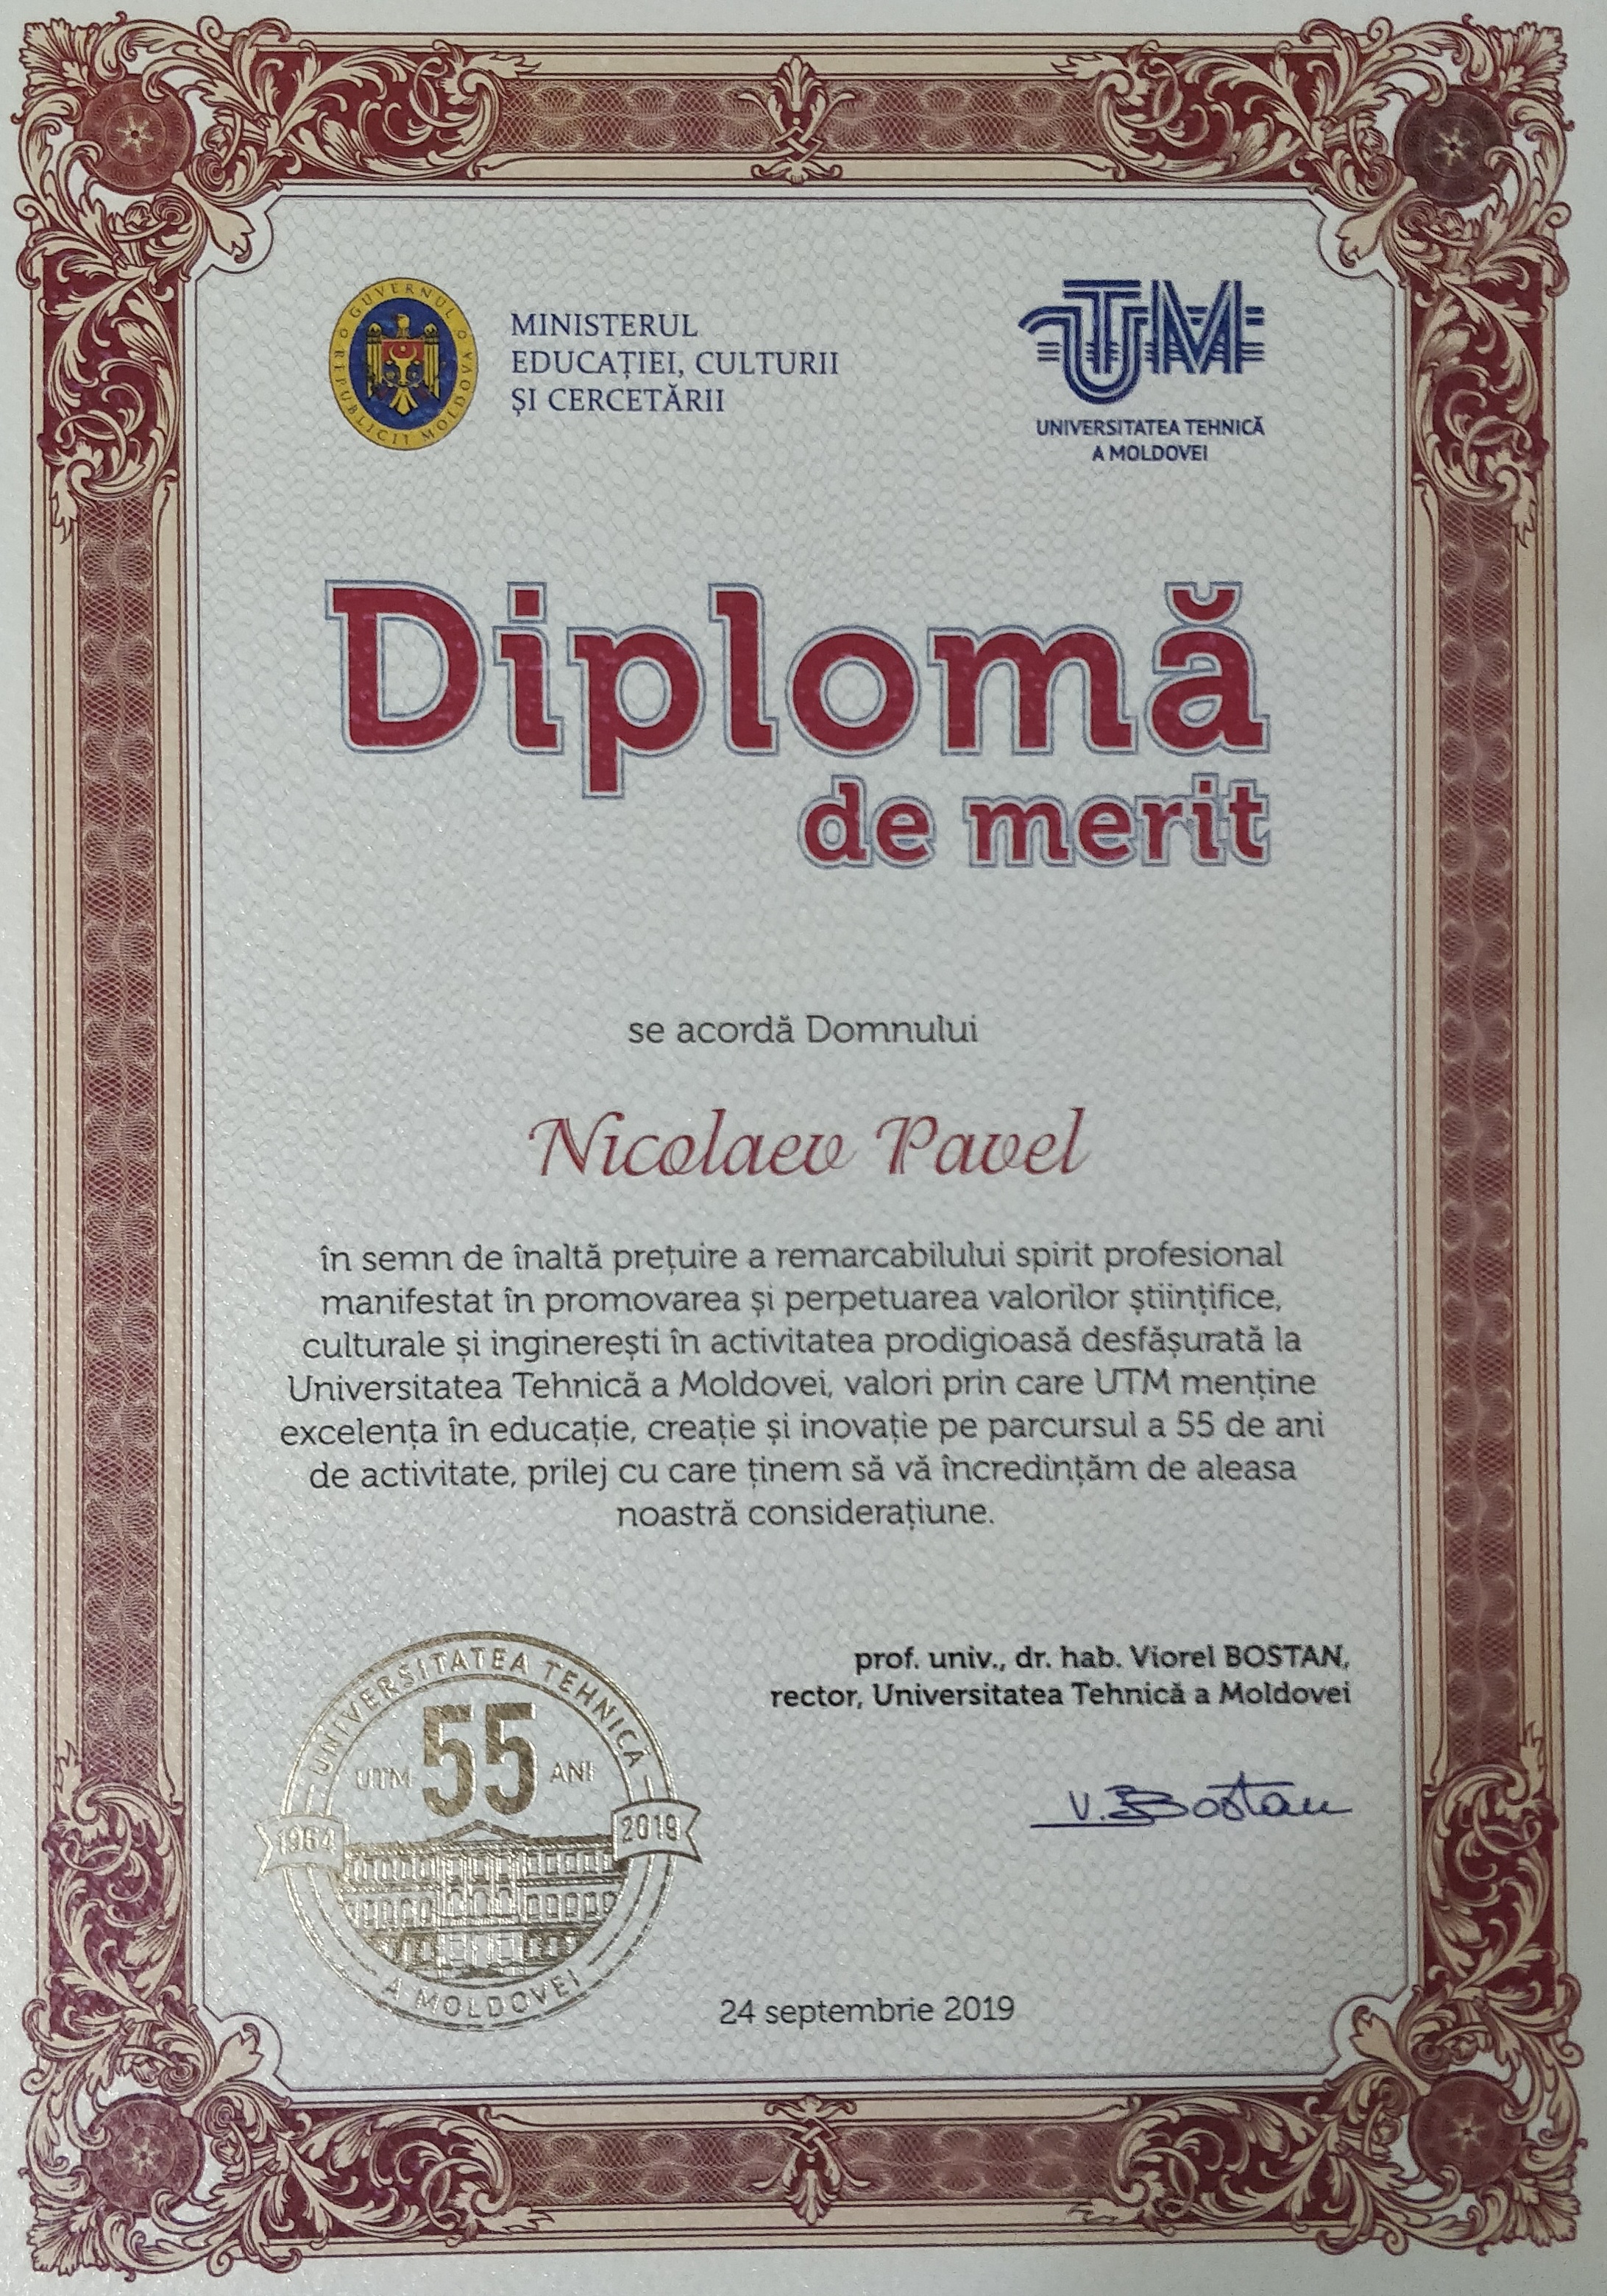 GUVERNUL
REPUBLICII MOLDOVA
MINISTERUL
EDUCAȚIEI, CULTURII
ȘI CERCETĂRII
UTM
UNIVERSITATEA TEHNICĂ
A MOLDOVEI
Diplomă
de merit
se acordă Domnului
Nicolaev Pavel
în semn de înaltă prețuire a remarcabilului spirit profesional
manifestat în promovarea și perpetuarea valorilor științifice,
culturale și inginerești în activitatea prodigioasă desfășurată la
Universitatea Tehnică a Moldovei, valori prin care UTM menține
excelența în educație, creație și inovație pe parcursul a 55 de ani
de activitate, prilej cu care ținem să vă încredințăm de aleasa
noastră considerațiune.
prof. univ., dr. hab. Viorel BOSTAN,
rector, Universitatea Tehnică a Moldovei
V. Bostan
UNIVERSITATEA TEHNICĂ
UTM 55 ANI
1964 2019
A MOLDOVEI
24 septembrie 2019